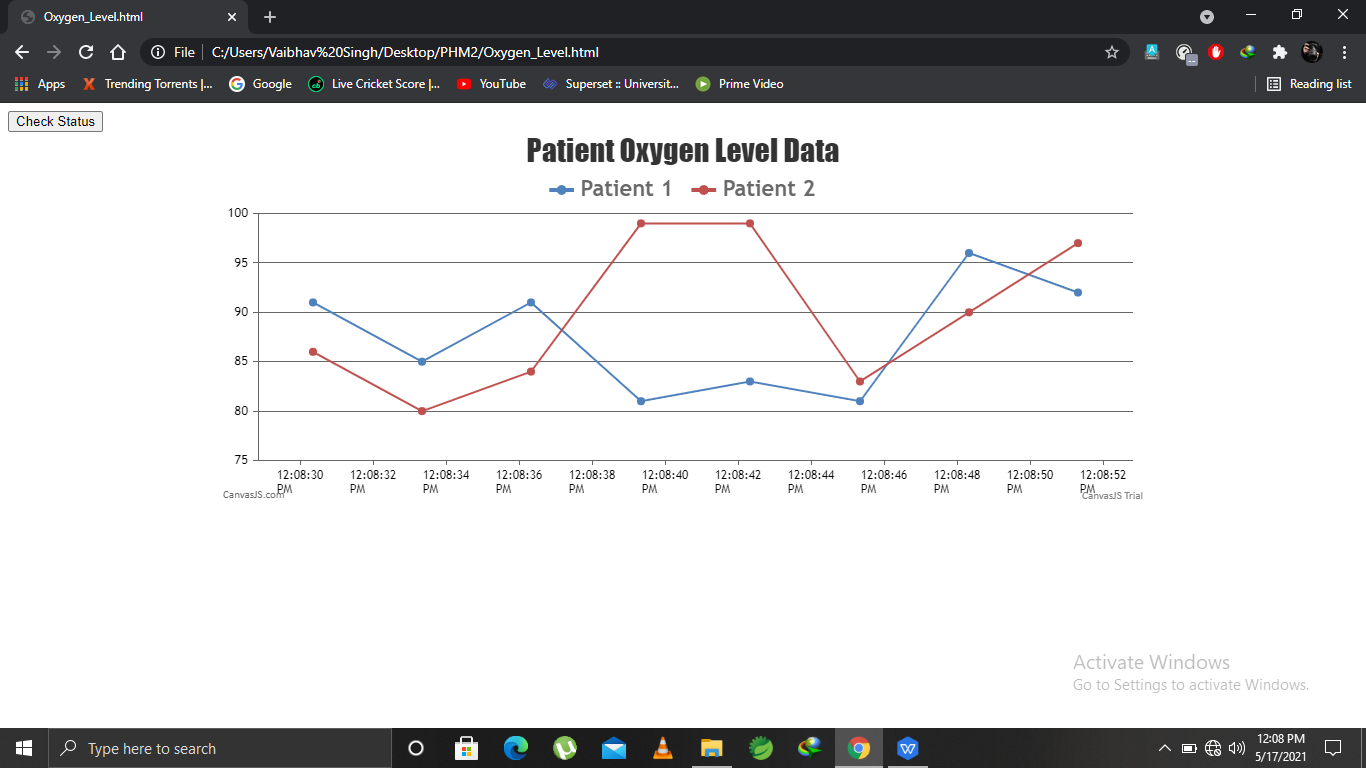 Oxygen_Level.html
File C:/Users/Vaibhav%20Singh/Desktop/PHM2/Oxygen_Level.html
Apps Trending Torrents |... Google Live Cricket Score |... YouTube Superset :: Universit... Prime Video Reading list
Check Status
Patient Oxygen Level Data
Patient 1 Patient 2
100
95
90
85
80
75
12:08:30 PM 12:08:32 PM 12:08:34 PM 12:08:36 PM 12:08:38 PM 12:08:40 PM 12:08:42 PM 12:08:44 PM 12:08:46 PM 12:08:48 PM 12:08:50 PM 12:08:52 PM
CanvasJS.com CanvasJS Trial
Activate Windows
Go to Settings to activate Windows.
Type here to search
12:08 PM
5/17/2021